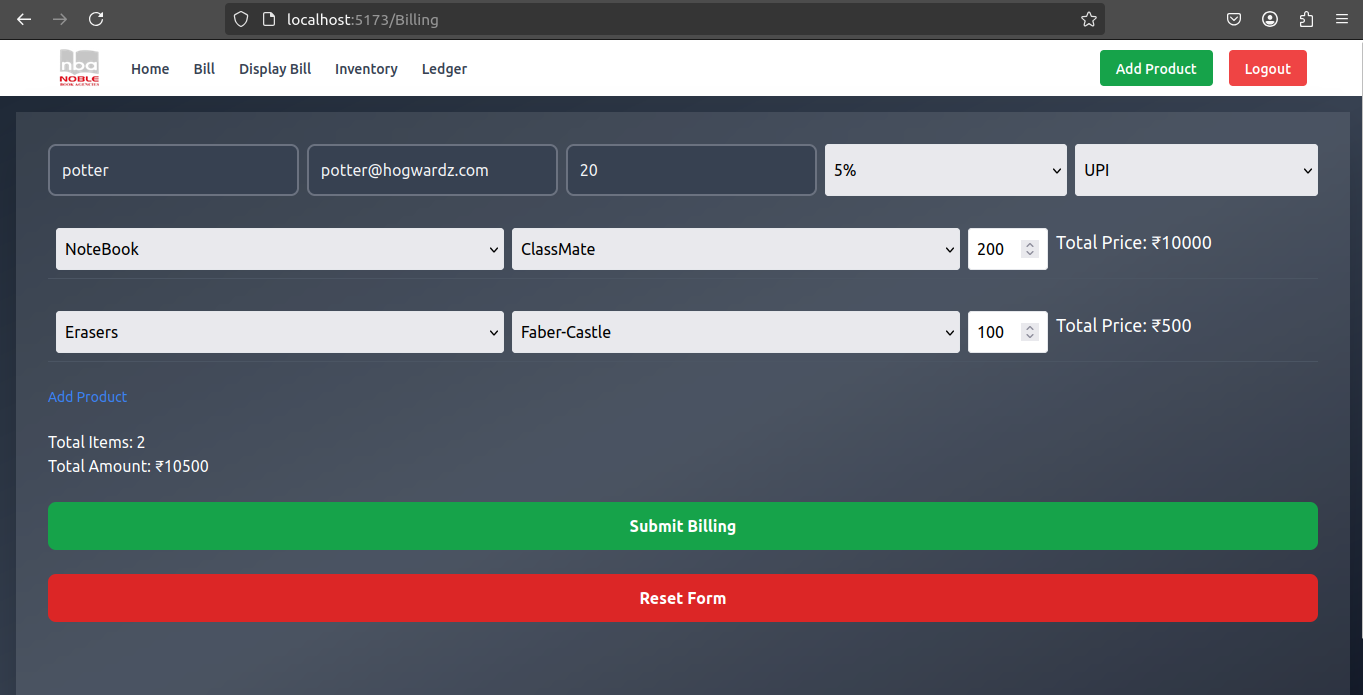 localhost:5173/Billing
nba
NOBLE
BOOK AGENCIES
Home Bill Display Bill Inventory Ledger Add Product Logout
potter potter@hogwardz.com 20 5% UPI
NoteBook ClassMate 200 Total Price: ₹10000
Erasers Faber-Castle 100 Total Price: ₹500
Add Product
Total Items: 2
Total Amount: ₹10500
Submit Billing
Reset Form